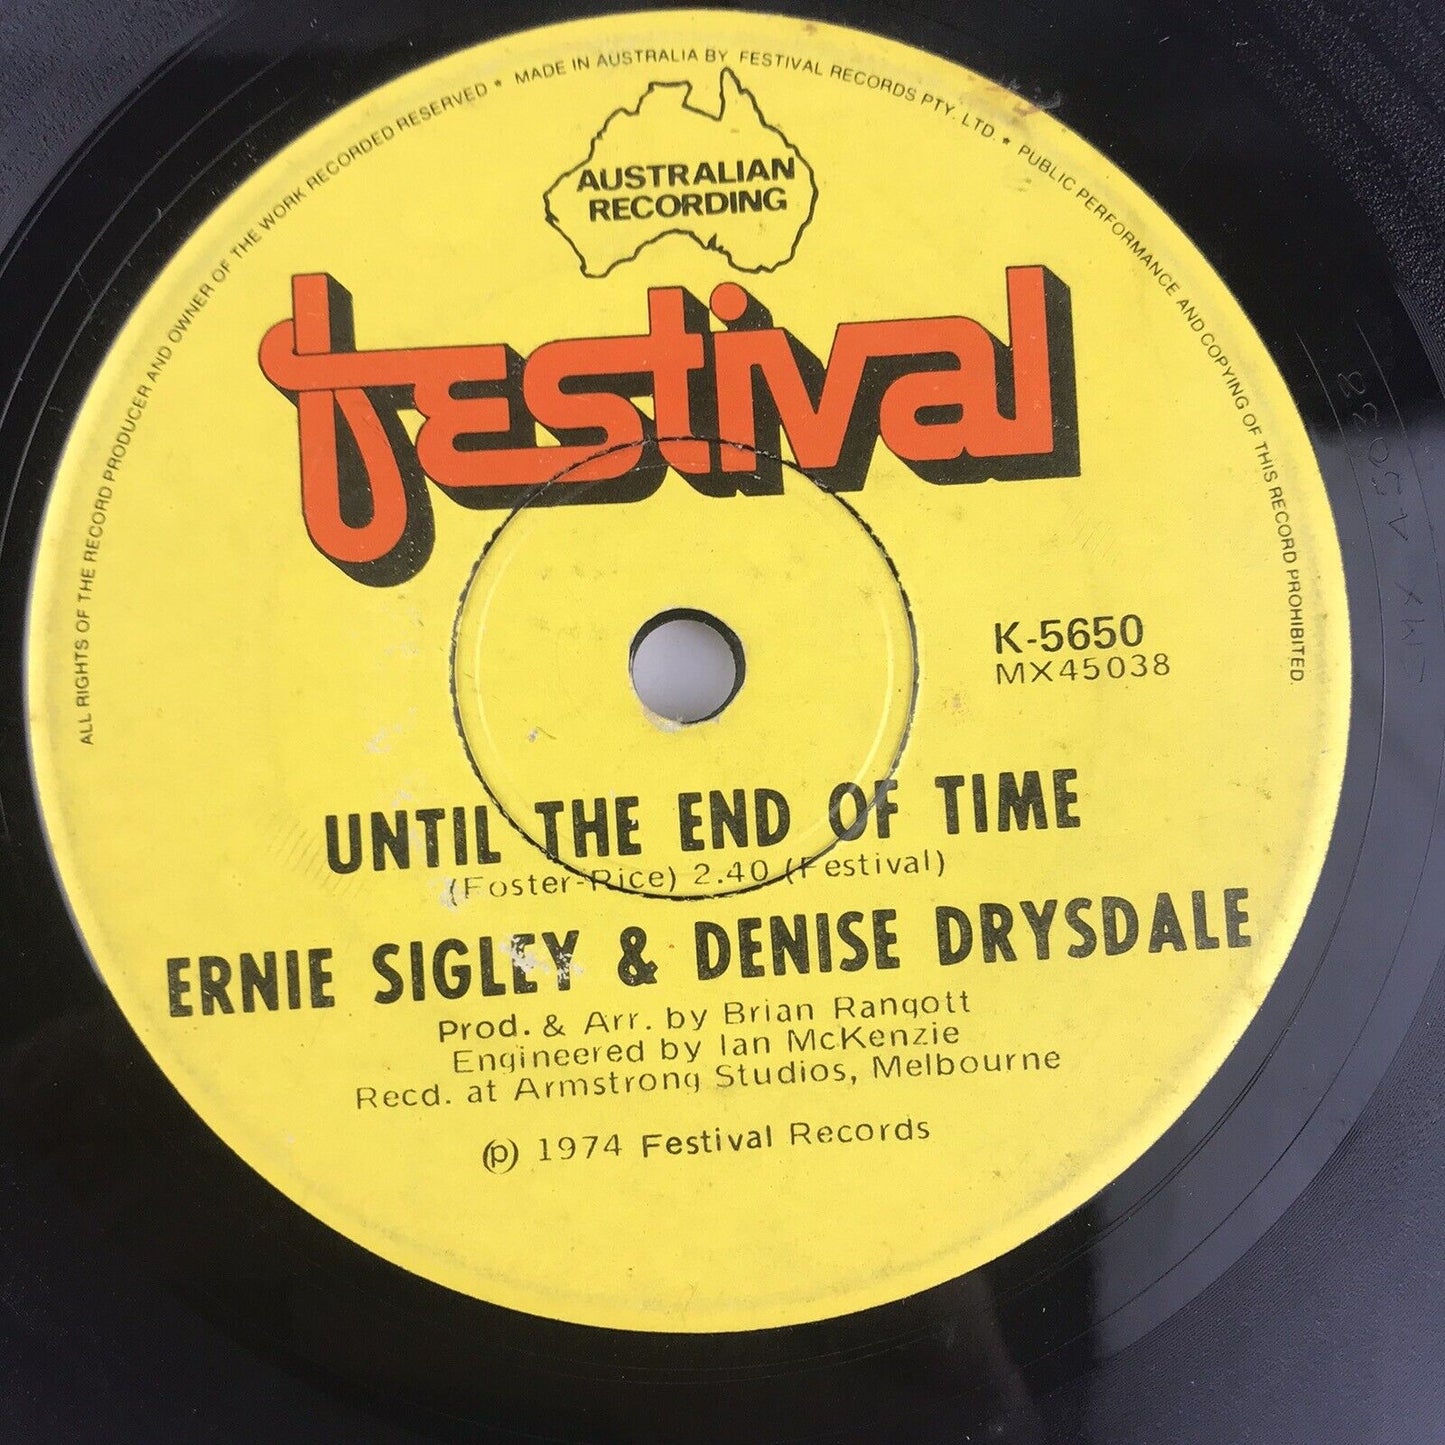 ALL RIGHTS OF THE RECORD PRODUCER AND OWNER OF THE WORK RECORDED RESERVED * MADE IN AUSTRALIA BY FESTIVAL RECORDS PTY. LTD * PUBLIC PERFORMANCE AND COPYING OF THIS RECORD PROHIBITED.
AUSTRALIAN
RECORDING
festival
K-5650
MX45038
UNTIL THE END OF TIME
(Foster-Rice) 2.40 (Festival)
ERNIE SIGLEY & DENISE DRYSDALE
Prod. & Arr. by Brian Rangott
Engineered by Ian McKenzie
Recd. at Armstrong Studios, Melbourne
℗ 1974 Festival Records